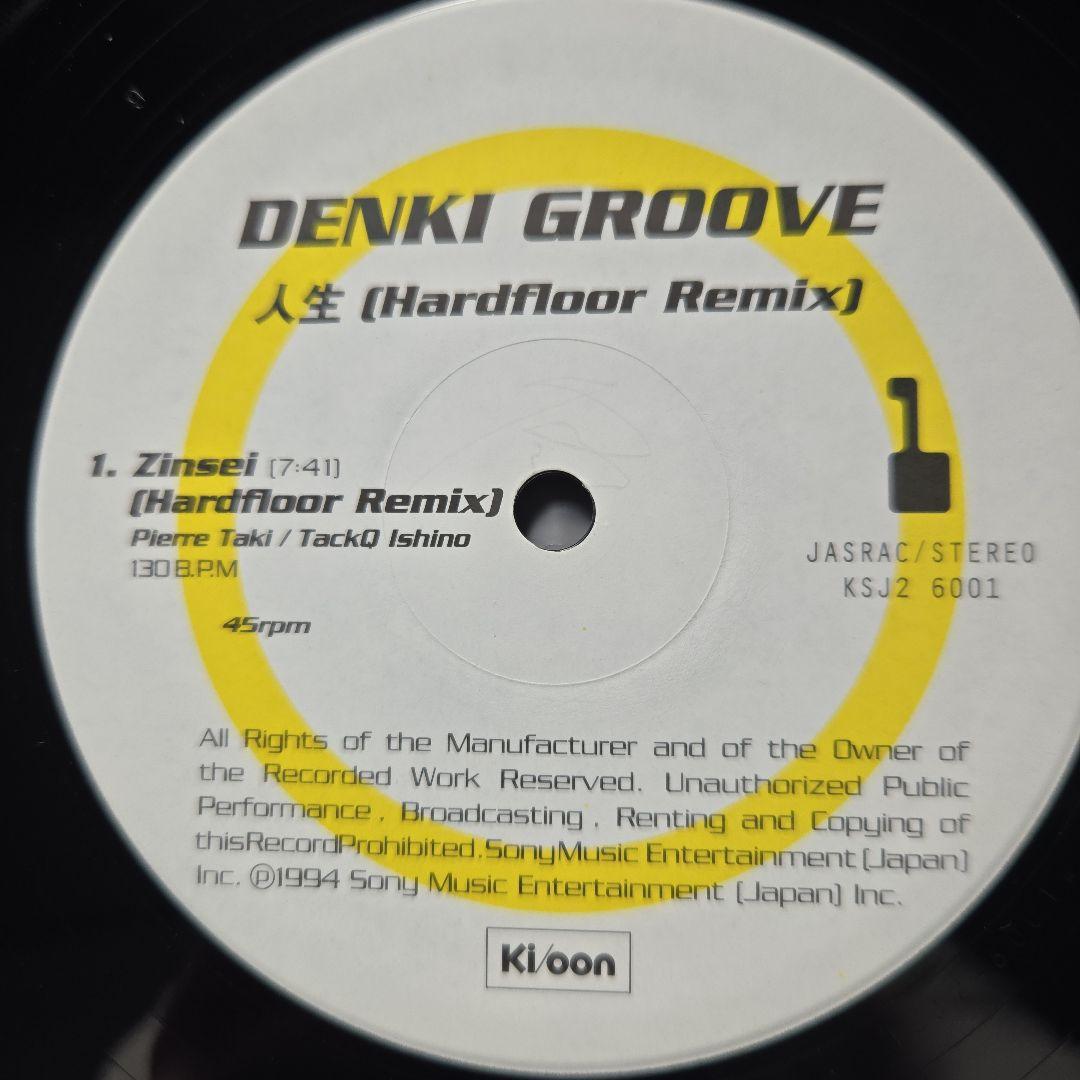 DENKI GROOVE
人生 (Hardfloor Remix)
1
1. Zinsei [7:41]
(Hardfloor Remix)
Pierre Taki / TackQ Ishino
130 B.P.M
45rpm
JASRAC/STEREO
KSJ2 6001
All Rights of the Manufacturer and of the Owner of
the Recorded Work Reserved. Unauthorized Public
Performance, Broadcasting, Renting and Copying of
thisRecordProhibited.SonyMusic Entertainment (Japan)
Inc. ℗1994 Sony Music Entertainment (Japan) Inc.
Ki/oon